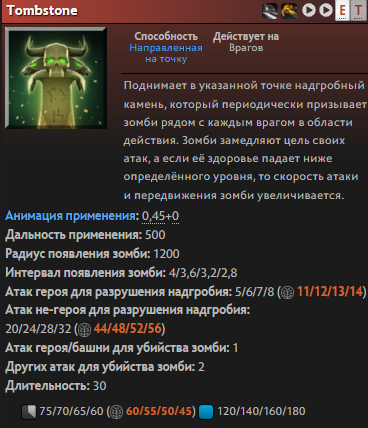 Tombstone
E T
Способность
Направленная
на точку
Действует на
Врагов
Поднимает в указанной точке надгробный
камень, который периодически призывает
зомби рядом с каждым врагом в области
действия. Зомби замедляют цель своих
атак, а если её здоровье падает ниже
определённого уровня, то скорость атаки
и передвижения зомби увеличивается.
Анимация применения: 0,45+0
Дальность применения: 500
Радиус появления зомби: 1200
Интервал появления зомби: 4/3,6/3,2/2,8
Атак героя для разрушения надгробия: 5/6/7/8 ( 11/12/13/14)
Атак не-героя для разрушения надгробия:
20/24/28/32 ( 44/48/52/56)
Атак героя/башни для убийства зомби: 1
Других атак для убийства зомби: 2
Длительность: 30
75/70/65/60 ( 60/55/50/45) 120/140/160/180